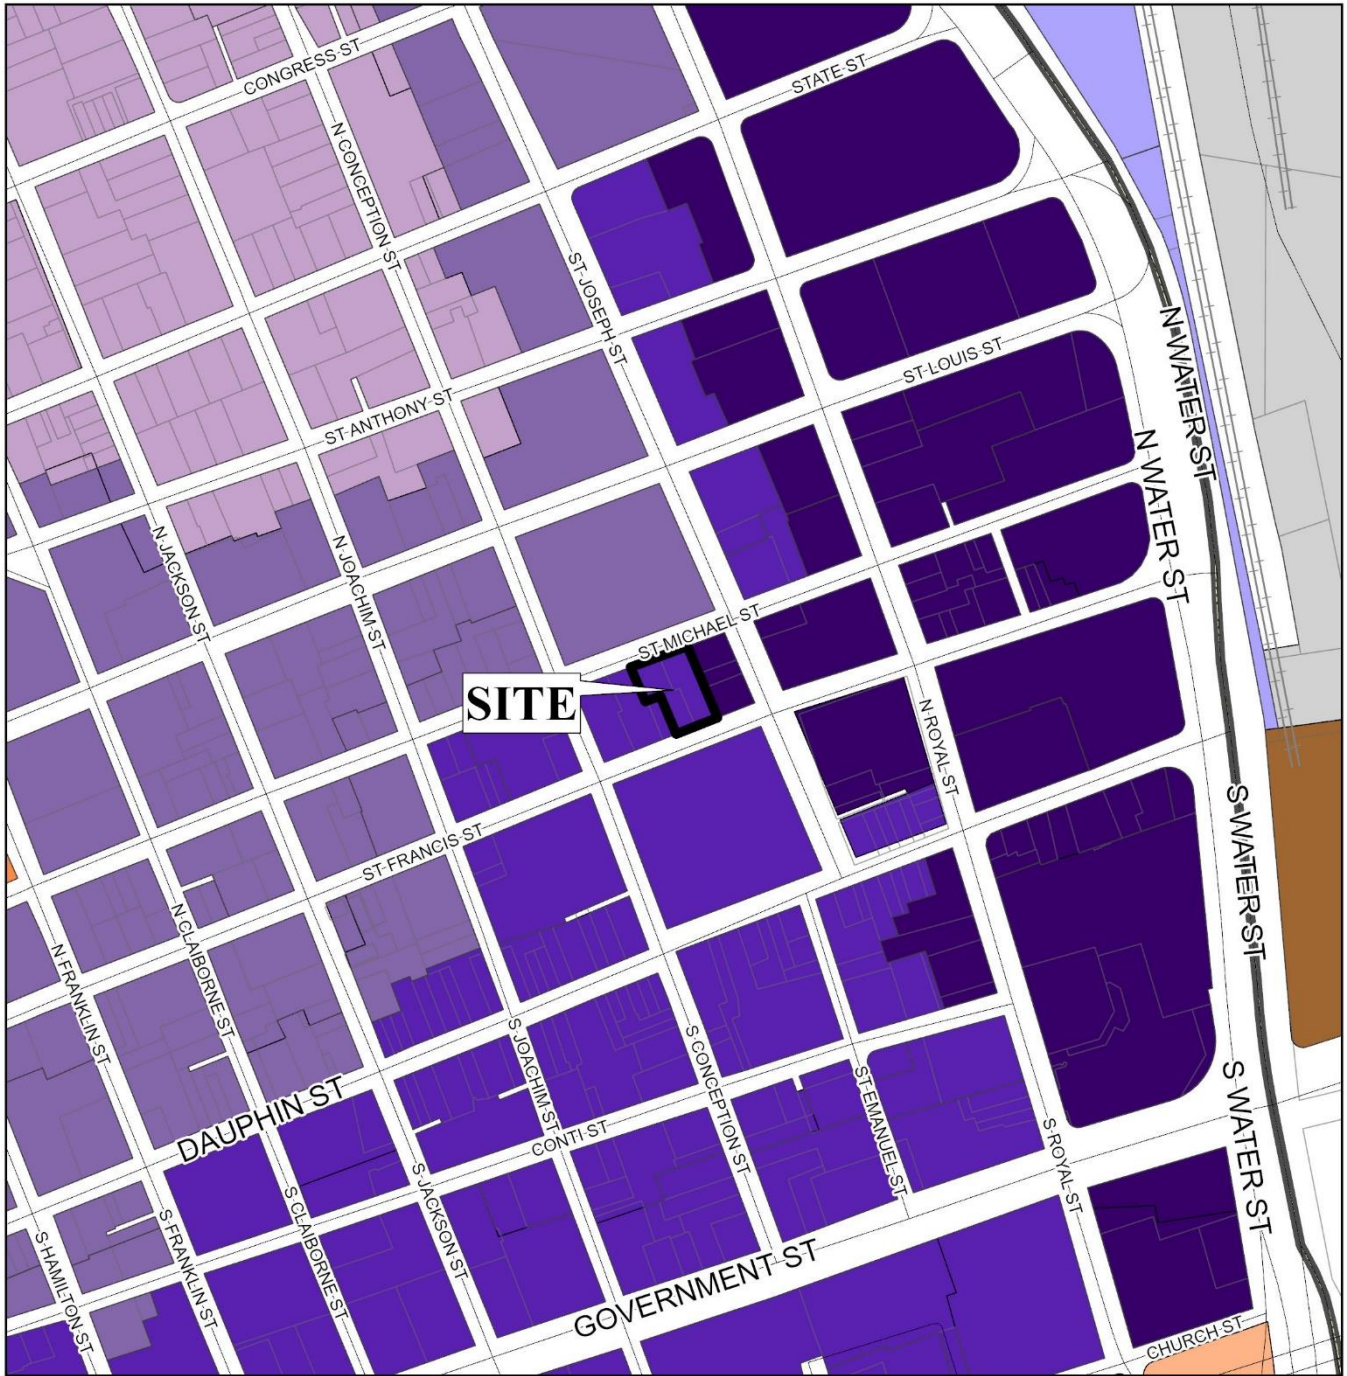 CONGRESS ST
STATE ST
N CONCEPTION ST
ST JOSEPH ST
N WATER ST
ST LOUIS ST
ST ANTHONY ST
N WATER ST
N JACKSON ST
N JOACHIM ST
ST MICHAEL ST
SITE
N ROYAL ST
S WATER ST
ST FRANCIS ST
N CLAIBORNE ST
N FRANKLIN ST
S JOACHIM ST
S CONCEPTION ST
ST EMANUEL ST
S WATER ST
DAUPHIN ST
CONTI ST
S ROYAL ST
S JACKSON ST
S CLAIBORNE ST
S FRANKLIN ST
S HAMILTON ST
GOVERNMENT ST
CHURCH ST